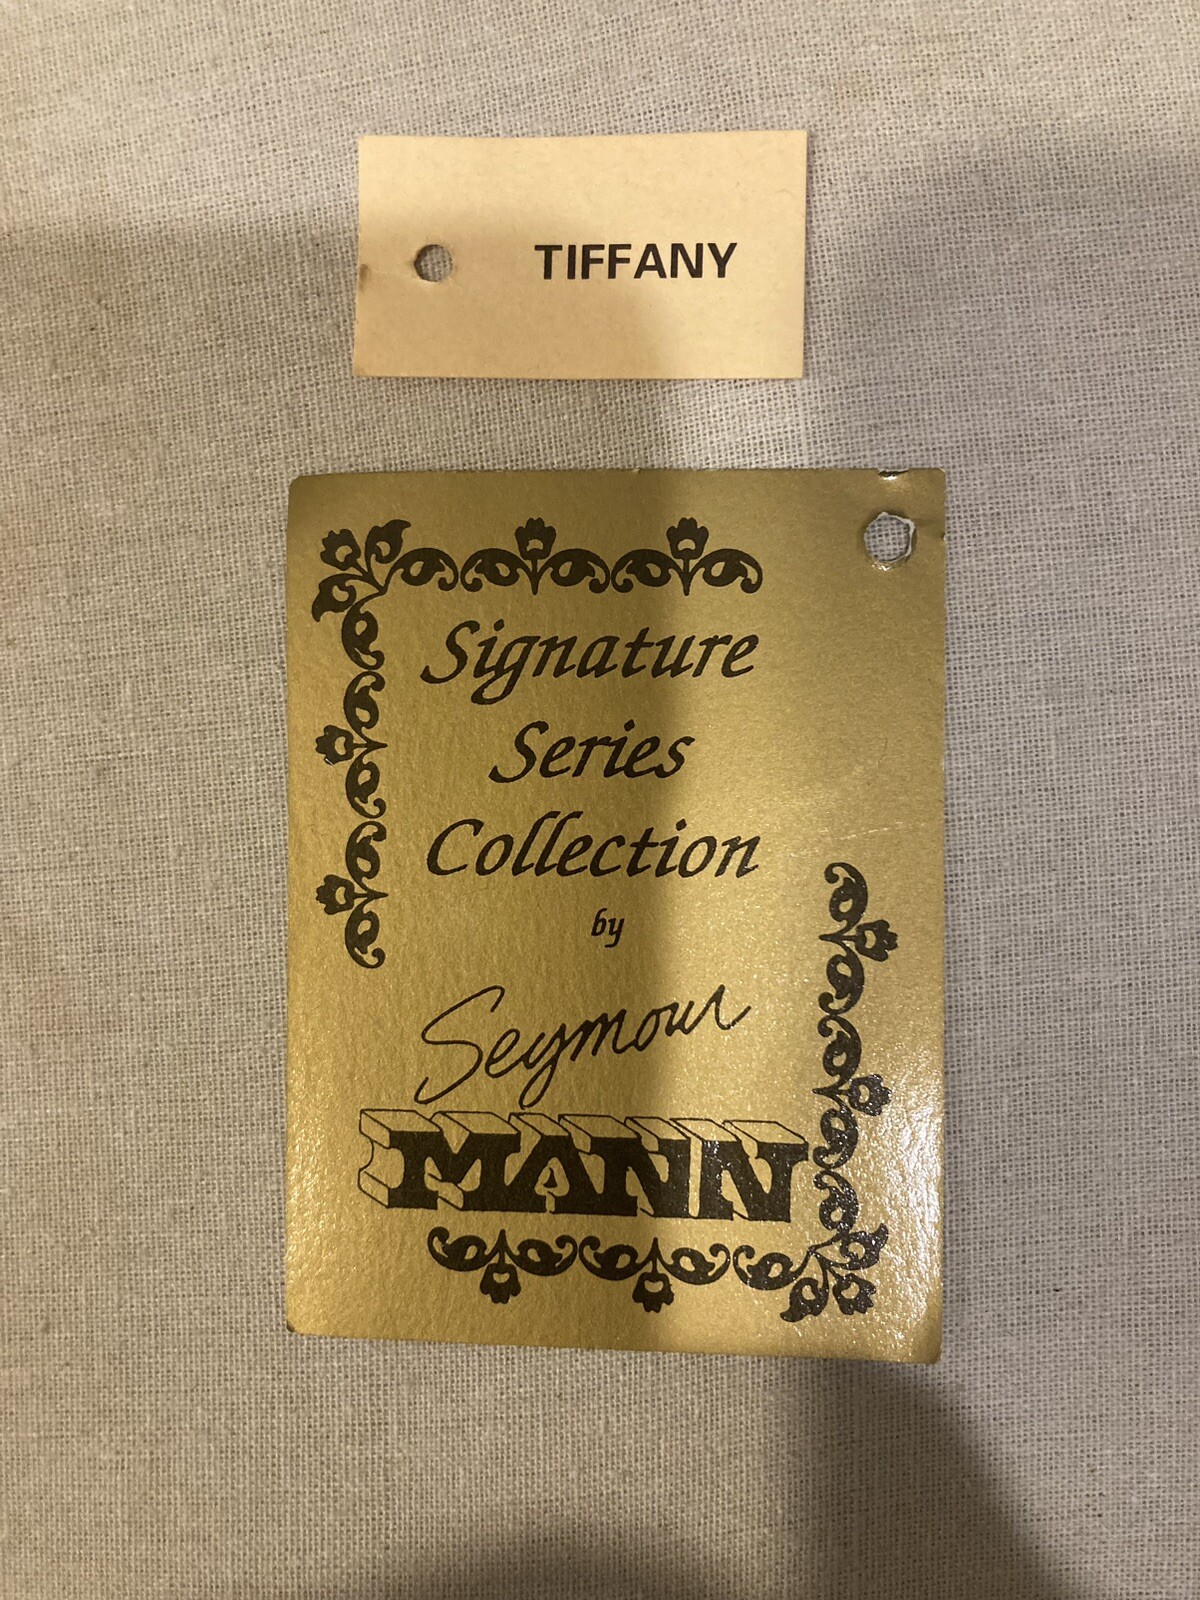 TIFFANY
Signature
Series
Collection
by
Seymour
MANN